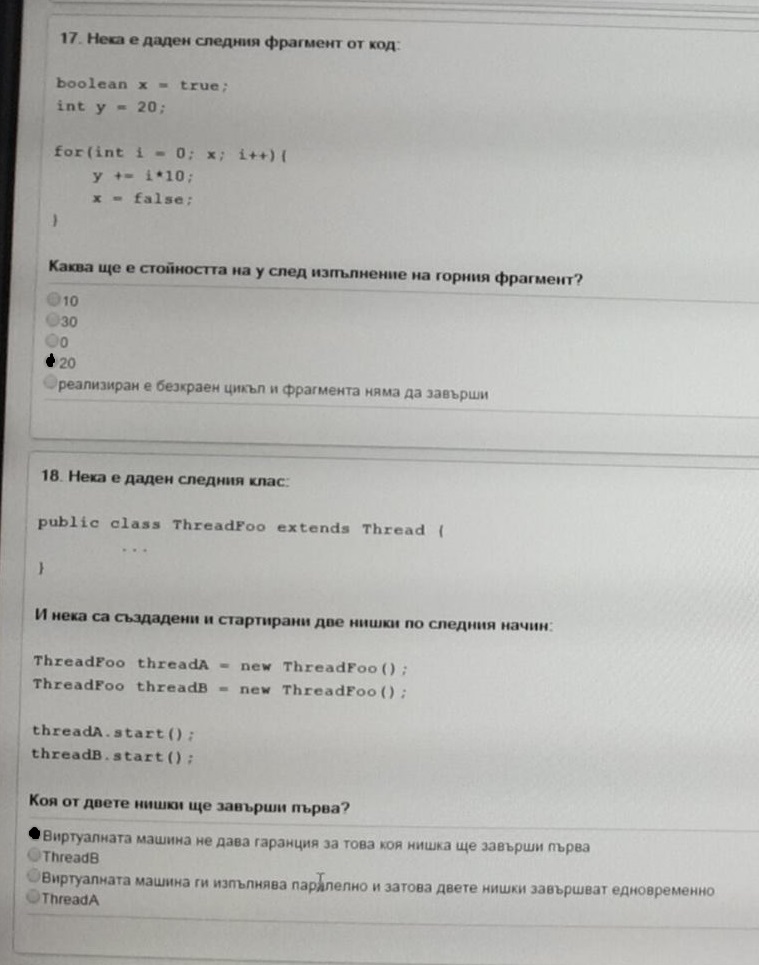 17. Нека е даден следния фрагмент от код:
boolean x = true;
int y = 20;
for(int i = 0; x; i++){
y += i*10;
x = false;
}
Каква ще е стойността на y след изпълнение на горния фрагмент?
10
30
0
20
реализиран е безкраен цикъл и фрагмента няма да завърши
18. Нека е даден следния клас:
public class ThreadFoo extends Thread {
...
}
И нека са създадени и стартирани две нишки по следния начин:
ThreadFoo threadA = new ThreadFoo();
ThreadFoo threadB = new ThreadFoo();
threadA.start();
threadB.start();
Коя от двете нишки ще завърши първа?
Виртуалната машина не дава гаранция за това коя нишка ще завърши първа
ThreadB
Виртуалната машина ги изпълнява паралелно и затова двете нишки завършват едновременно
ThreadA